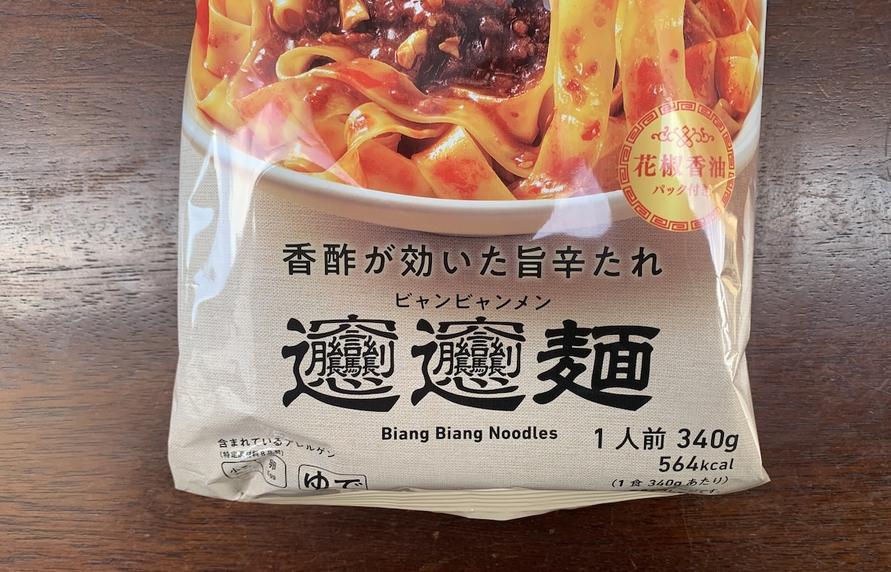 花椒香油
パック付き
香酢が効いた旨辛たれ
ビャンビャンメン
𰻞𰻞麺
Biang Biang Noodles
1人前 340g
564kcal
(1食 340g あたり)
含まれているアレルゲン
ゆで